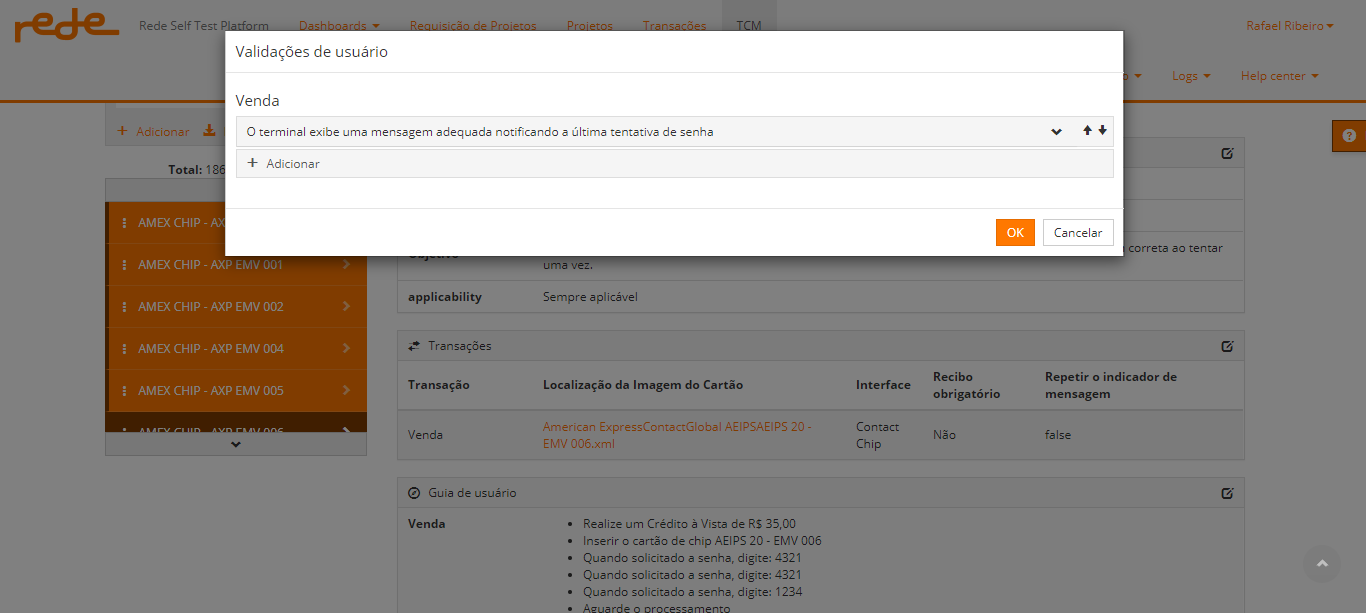 rede
Rede Self Test Platform
Dashboards
Requisição de Projetos
Projetos
Transações
TCM
Rafael Ribeiro
Logs
Help center
Validações de usuário
Venda
O terminal exibe uma mensagem adequada notificando a última tentativa de senha
+ Adicionar
OK
Cancelar
+ Adicionar
Total: 186
AMEX CHIP - AX
AMEX CHIP - AXP EMV 001
AMEX CHIP - AXP EMV 002
AMEX CHIP - AXP EMV 004
AMEX CHIP - AXP EMV 005
AMEX CHIP - AXP EMV 006
correta ao tentar
uma vez.
applicability
Sempre aplicável
Transações
Transação
Localização da Imagem do Cartão
Interface
Recibo
obrigatório
Repetir o indicador de
mensagem
Venda
American ExpressContactGlobal AEIPSAEIPS 20 -
EMV 006.xml
Contact
Chip
Não
false
Guia de usuário
Venda
• Realize um Crédito à Vista de R$ 35,00
• Inserir o cartão de chip AEIPS 20 - EMV 006
• Quando solicitado a senha, digite: 4321
• Quando solicitado a senha, digite: 4321
• Quando solicitado a senha, digite: 1234
• Aguarde o processamento